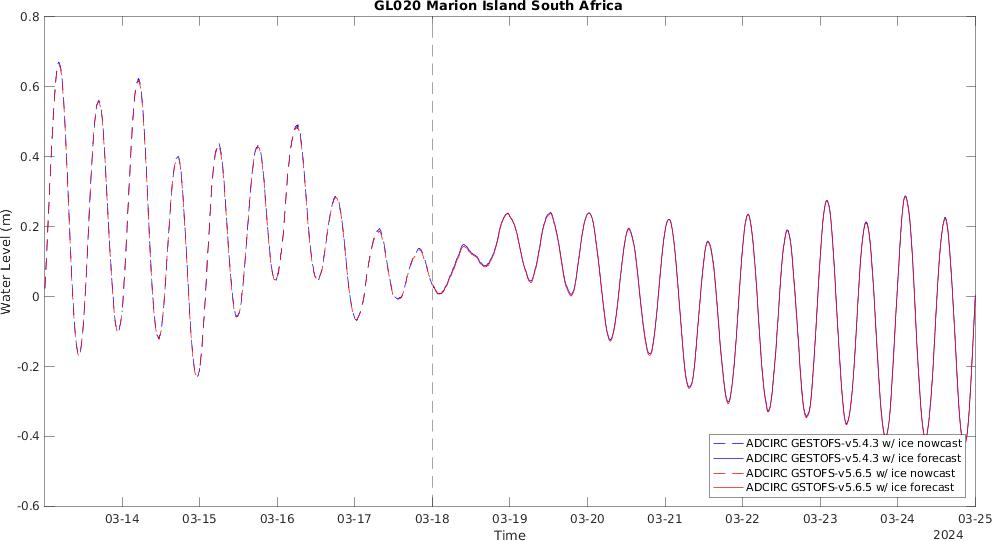 GL020 Marion Island South Africa
Water Level (m)
0.8
0.6
0.4
0.2
0
-0.2
-0.4
-0.6
ADCIRC GESTOFS-v5.4.3 w/ ice nowcast
ADCIRC GESTOFS-v5.4.3 w/ ice forecast
ADCIRC GSTOFS-v5.6.5 w/ ice nowcast
ADCIRC GSTOFS-v5.6.5 w/ ice forecast
03-14 03-15 03-16 03-17 03-18 03-19 03-20 03-21 03-22 03-23 03-24 03-25
Time
2024